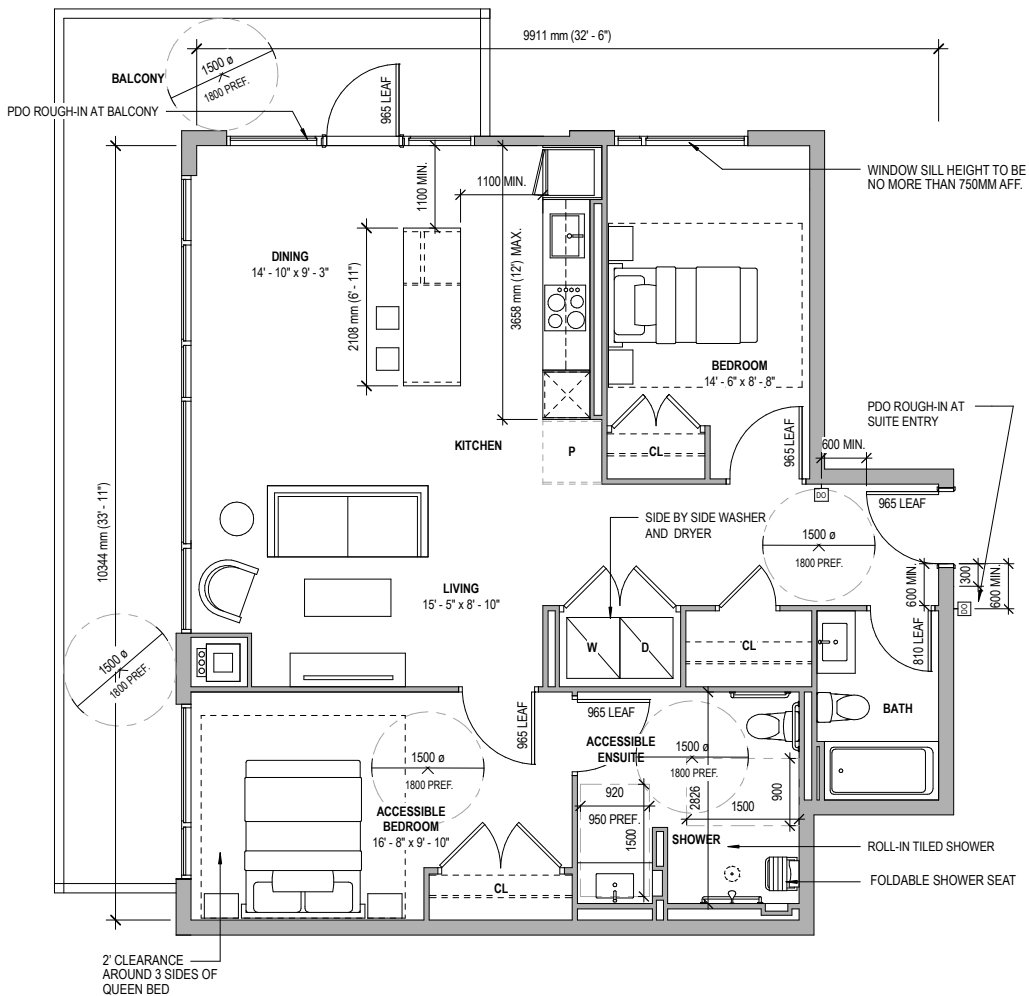 9911 mm (32' - 6")
BALCONY
1500 ø
1800 PREF.
965 LEAF
PDO ROUGH-IN AT BALCONY
WINDOW SILL HEIGHT TO BE
NO MORE THAN 750MM AFF.
1100 MIN.
1100 MIN.
DINING
14' - 10" x 9' - 3"
3658 mm (12') MAX.
2108 mm (6' - 11")
BEDROOM
14' - 6" x 8' - 8"
PDO ROUGH-IN AT
SUITE ENTRY
KITCHEN
P
CL
965 LEAF
600 MIN.
DO
965 LEAF
SIDE BY SIDE WASHER
AND DRYER
1500 ø
1800 PREF.
10344 mm (33' - 11")
LIVING
15' - 5" x 8' - 10"
600 MIN.
300
600 MIN.
DO
W
D
CL
810 LEAF
1500 ø
1800 PREF.
BATH
965 LEAF
965 LEAF
ACCESSIBLE
ENSUITE
1500 ø
1800 PREF.
1500 ø
1800 PREF.
2826
900
1500
920
950 PREF.
1500
ACCESSIBLE
BEDROOM
16' - 8" x 9' - 10"
SHOWER
ROLL-IN TILED SHOWER
FOLDABLE SHOWER SEAT
CL
2' CLEARANCE
AROUND 3 SIDES OF
QUEEN BED